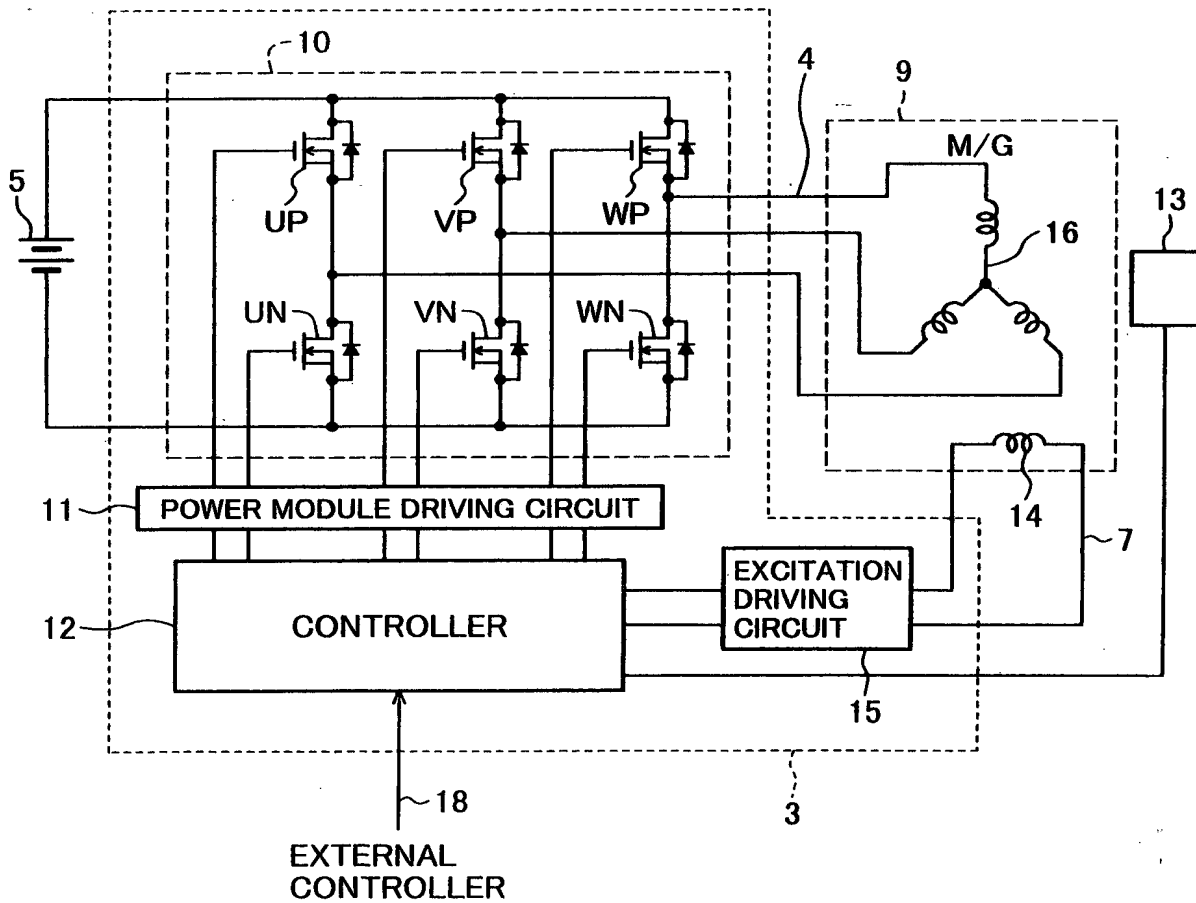 10
4
9
M/G
5
UP
VP
WP
13
16
UN
VN
WN
11
POWER MODULE DRIVING CIRCUIT
14
7
EXCITATION
DRIVING
CIRCUIT
12
CONTROLLER
15
18
3
EXTERNAL
CONTROLLER